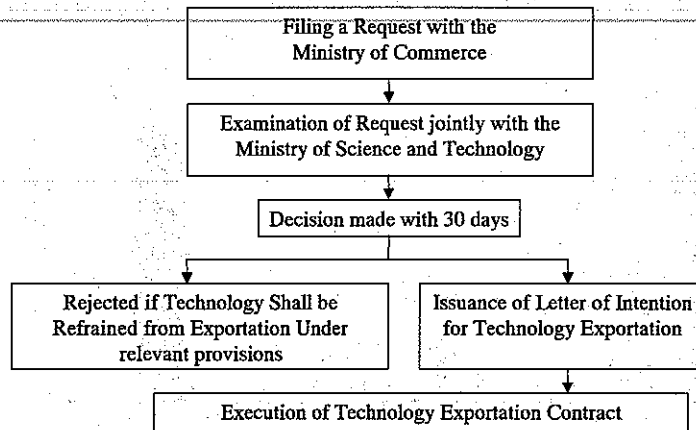 Filing a Request with the
Ministry of Commerce
Examination of Request jointly with the
Ministry of Science and Technology
Decision made with 30 days
Rejected if Technology Shall be
Refrained from Exportation Under
relevant provisions
Issuance of Letter of Intention
for Technology Exportation
Execution of Technology Exportation Contract